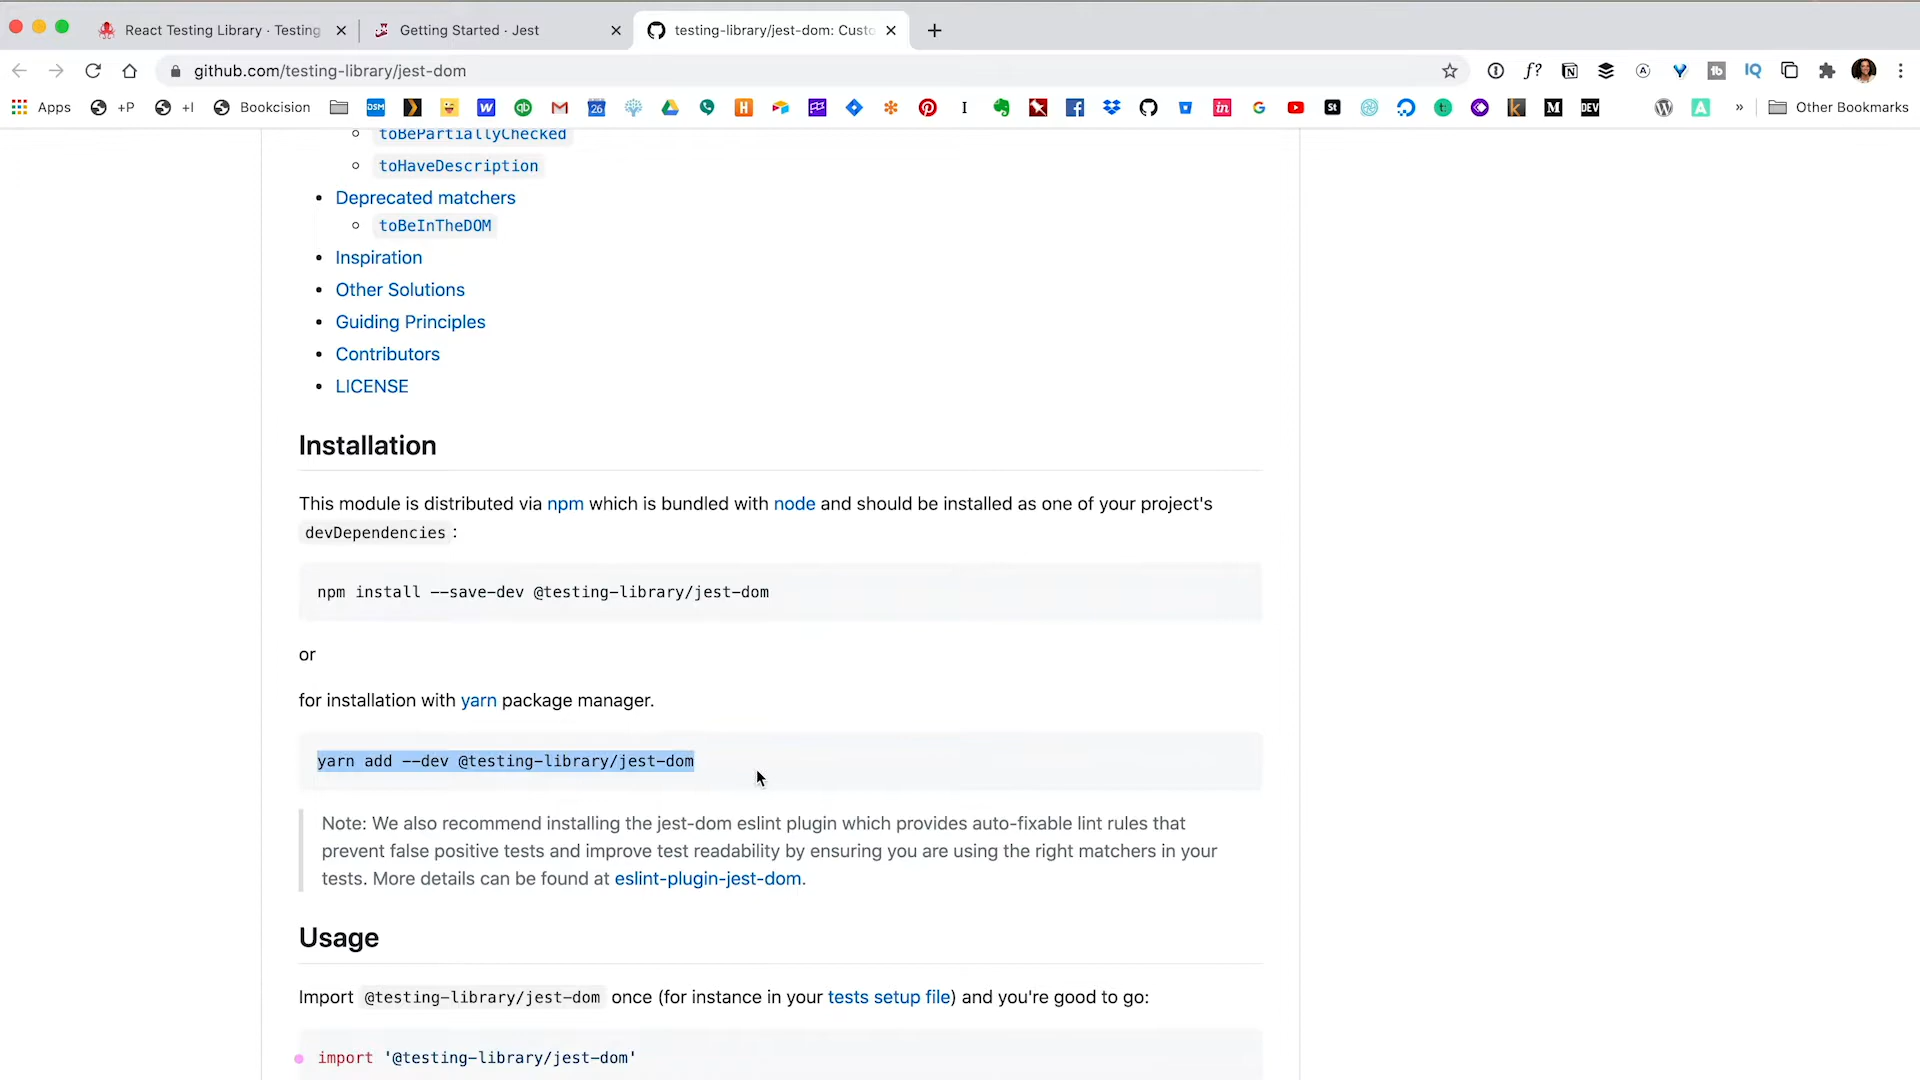 React Testing Library · Testing
Getting Started · Jest
testing-library/jest-dom: Custo
github.com/testing-library/jest-dom
Apps
+P
+I
Bookcision
DSM
26
DEV
Other Bookmarks
toBePartiallyChecked
toHaveDescription
Deprecated matchers
toBeInTheDOM
Inspiration
Other Solutions
Guiding Principles
Contributors
LICENSE
Installation
This module is distributed via npm which is bundled with node and should be installed as one of your project's
devDependencies :
npm install --save-dev @testing-library/jest-dom
or
for installation with yarn package manager.
yarn add --dev @testing-library/jest-dom
Note: We also recommend installing the jest-dom eslint plugin which provides auto-fixable lint rules that
prevent false positive tests and improve test readability by ensuring you are using the right matchers in your
tests. More details can be found at eslint-plugin-jest-dom.
Usage
Import @testing-library/jest-dom once (for instance in your tests setup file) and you're good to go:
import '@testing-library/jest-dom'